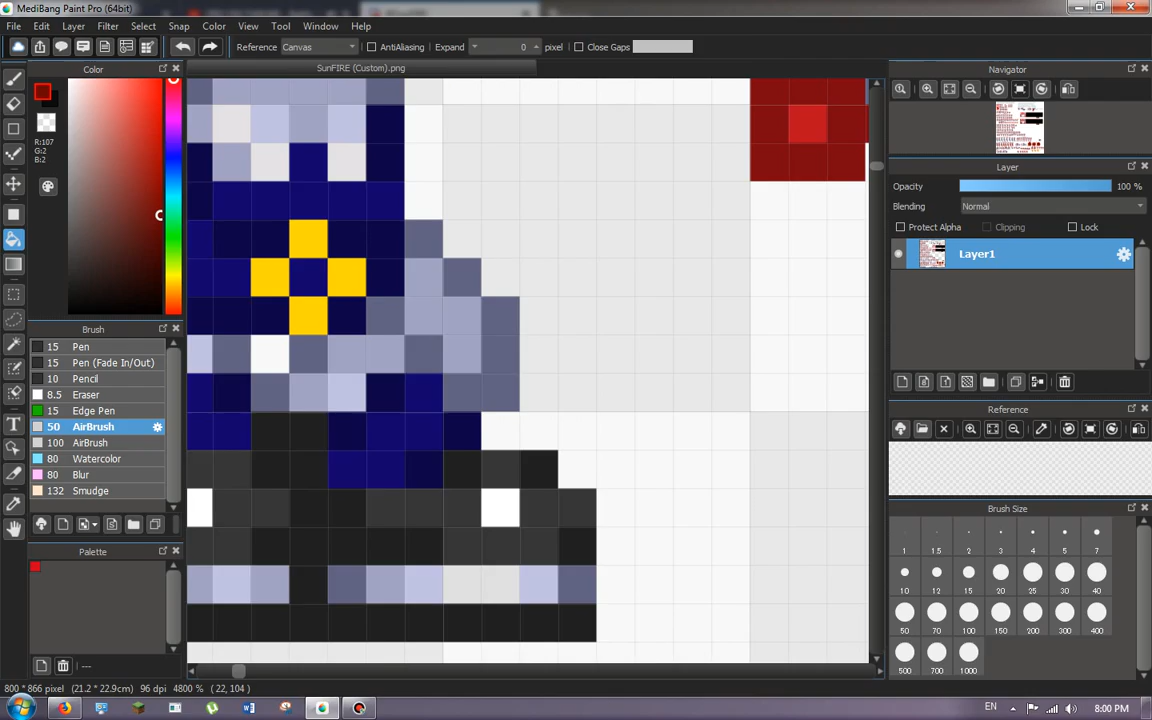 MediBang Paint Pro (64bit)
File Edit Layer Filter Select Snap Color View Tool Window Help
Reference Canvas AntiAliasing Expand 0 pixel Close Gaps
Color
SunFIRE (Custom).png
Navigator
R:107
G:2
B:2
Layer
Opacity 100 %
Blending Normal
Protect Alpha Clipping Lock
Layer1
Brush
15 Pen
15 Pen (Fade In/Out)
10 Pencil
8.5 Eraser
15 Edge Pen
50 AirBrush
100 AirBrush
80 Watercolor
80 Blur
132 Smudge
Reference
Brush Size
1 1.5 2 3 4 5 7
10 12 15 20 25 30 40
50 70 100 150 200 300 400
500 700 1000
Palette
---
800 * 866 pixel (21.2 * 22.9cm) 96 dpi 4800 % ( 22, 104 )
EN 8:00 PM